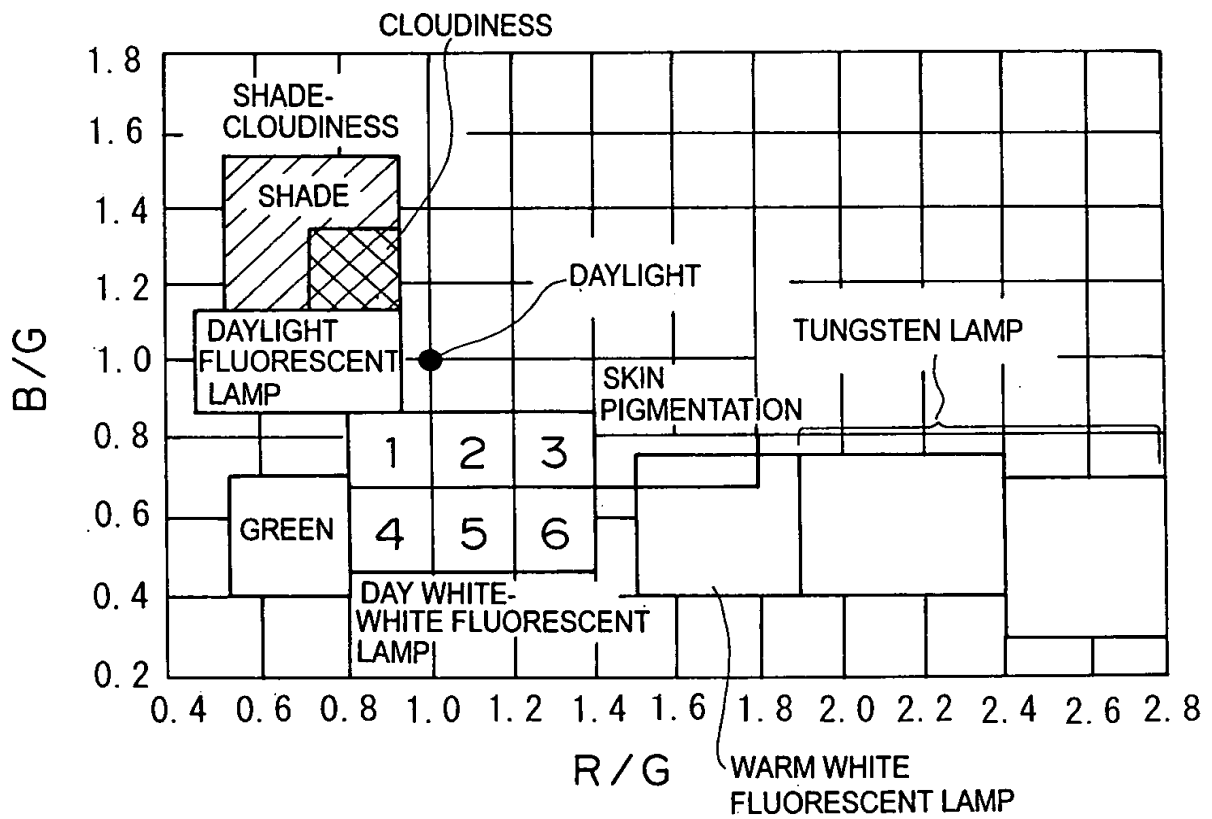 CLOUDINESS
1.8
SHADE-
CLOUDINESS
1.6
SHADE
1.4
DAYLIGHT
1.2
TUNGSTEN LAMP
DAYLIGHT
FLUORESCENT
LAMP
1.0
B/G
SKIN
PIGMENTATION
0.8
1 2 3
0.6
GREEN
4 5 6
0.4
DAY WHITE-
WHITE FLUORESCENT
LAMP
0.2
0.4 0.6 0.8 1.0 1.2 1.4 1.6 1.8 2.0 2.2 2.4 2.6 2.8
R/G
WARM WHITE
FLUORESCENT LAMP